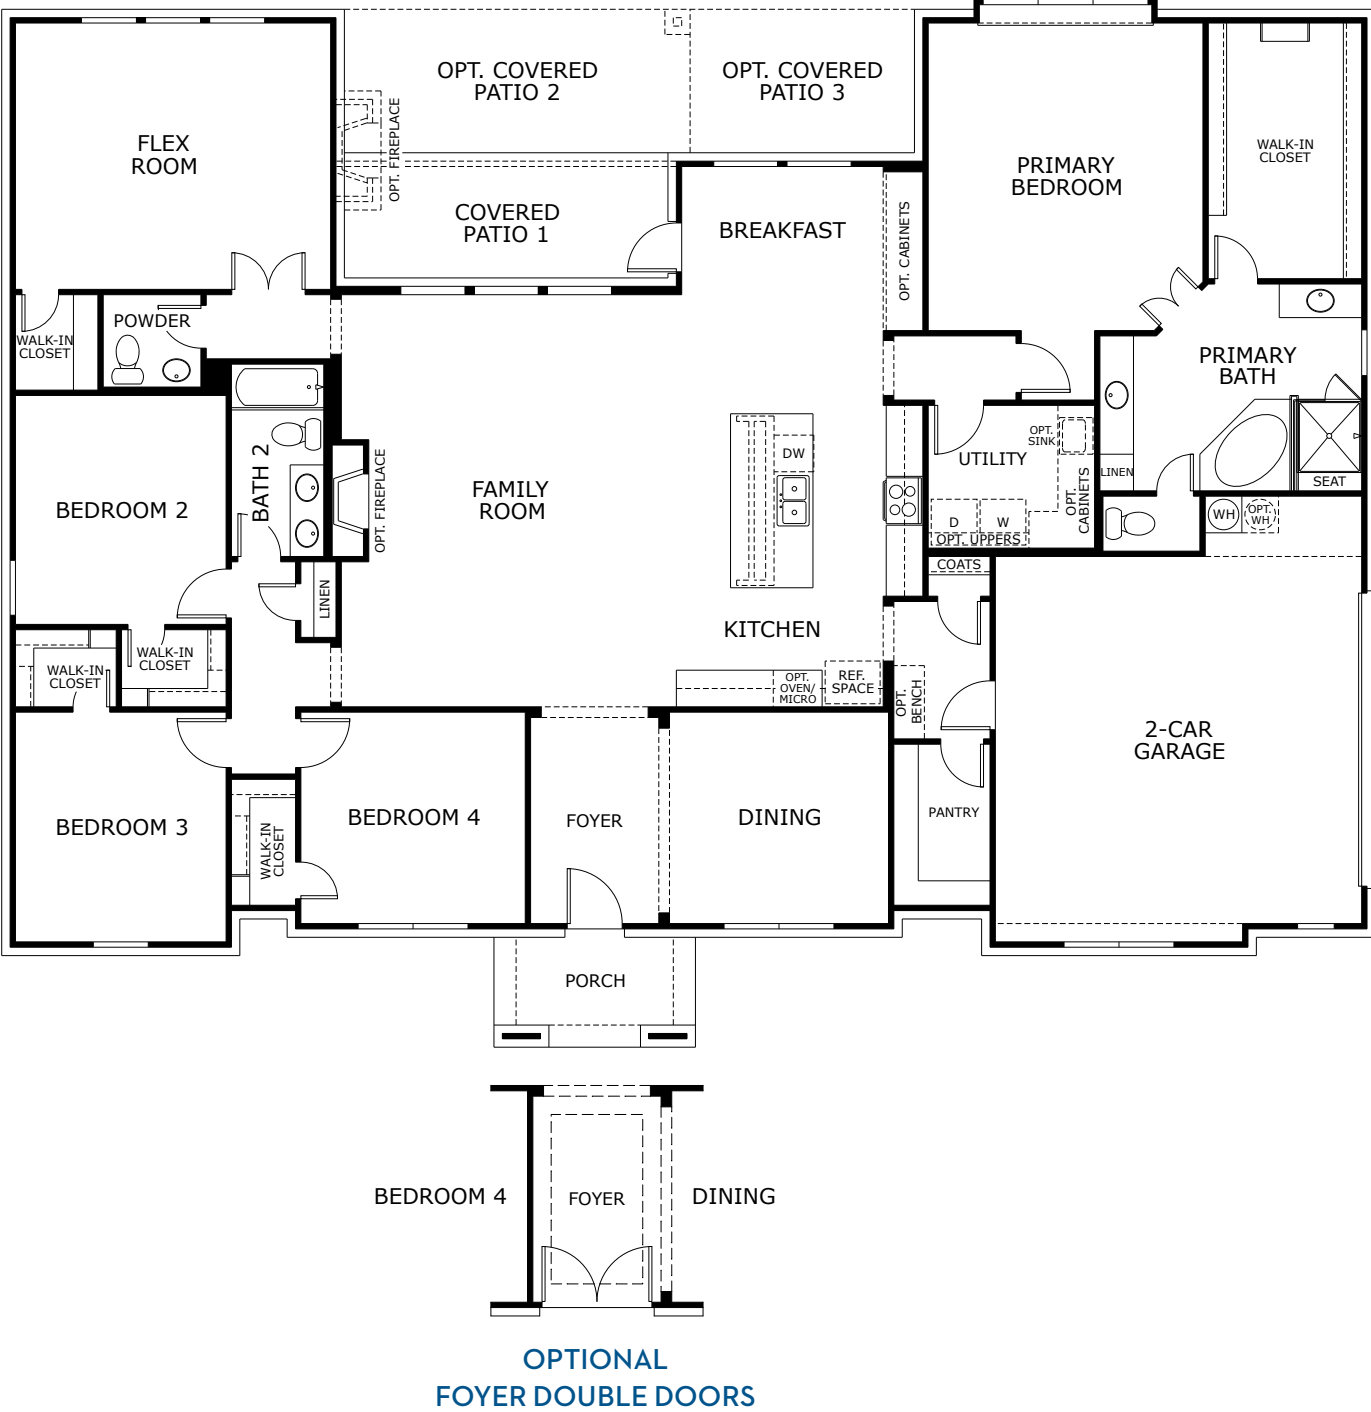 OPT. COVERED
PATIO 2
OPT. COVERED
PATIO 3
FLEX
ROOM
OPT. FIREPLACE
WALK-IN
CLOSET
PRIMARY
BEDROOM
COVERED
PATIO 1
BREAKFAST
OPT. CABINETS
POWDER
WALK-IN
CLOSET
PRIMARY
BATH
BATH 2
OPT. FIREPLACE
OPT.
SINK
DW
UTILITY
LINEN
SEAT
OPT.
CABINETS
FAMILY
ROOM
BEDROOM 2
D
W
OPT. UPPERS
WH
OPT.
WH
COATS
LINEN
KITCHEN
WALK-IN
CLOSET
WALK-IN
CLOSET
OPT.
OVEN/
MICRO
REF.
SPACE
OPT.
BENCH
2-CAR
GARAGE
BEDROOM 3
WALK-IN
CLOSET
BEDROOM 4
FOYER
DINING
PANTRY
PORCH
BEDROOM 4
FOYER
DINING
OPTIONAL
FOYER DOUBLE DOORS